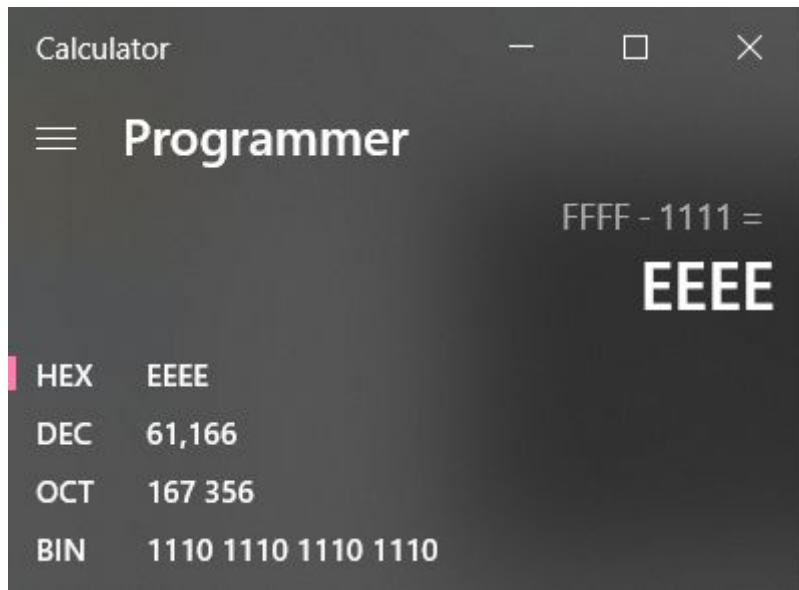 Calculator
Programmer
FFFF - 1111 =
EEEE
HEX EEEE
DEC 61,166
OCT 167 356
BIN 1110 1110 1110 1110